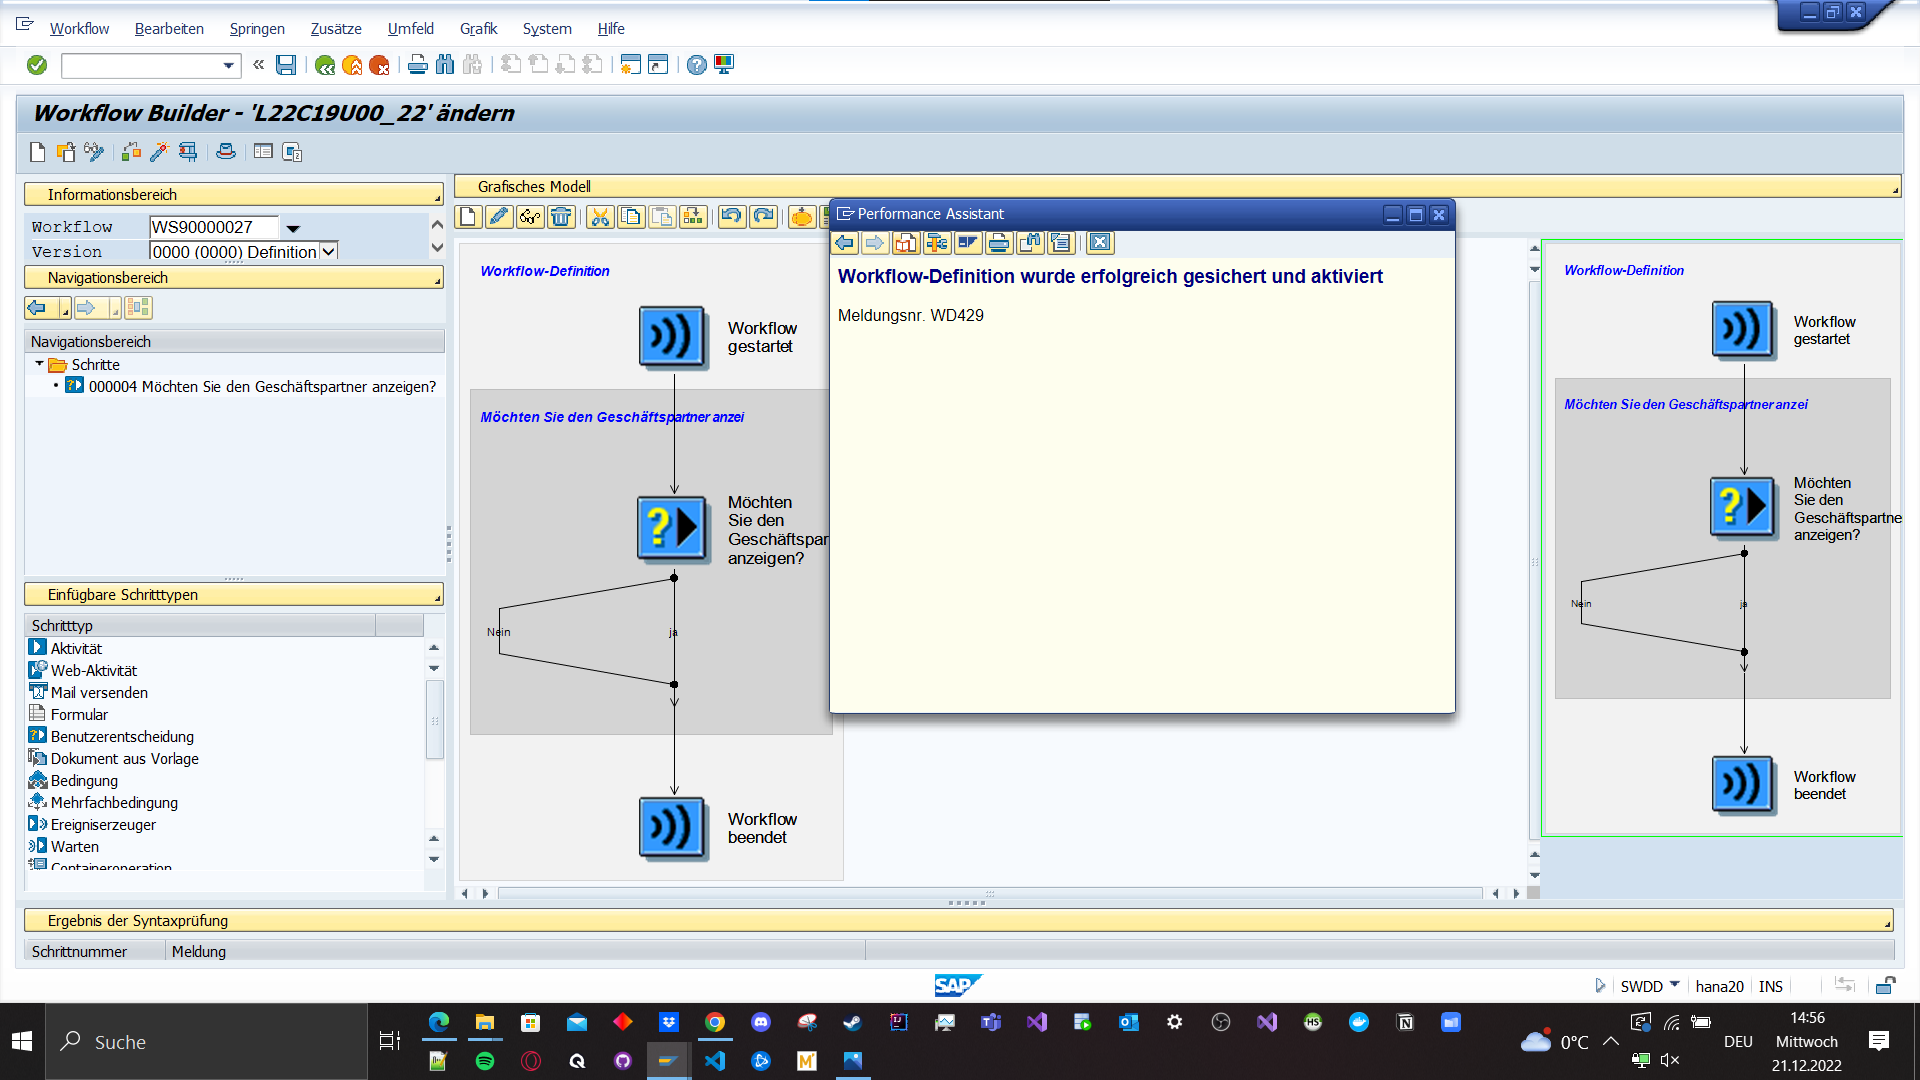 Workflow Bearbeiten Springen Zusätze Umfeld Grafik System Hilfe
Workflow Builder - 'L22C19U00_22' ändern
Informationsbereich
Workflow WS90000027
Version 0000 (0000) Definition
Navigationsbereich
Navigationsbereich
Schritte
000004 Möchten Sie den Geschäftspartner anzeigen?
Einfügbare Schritttypen
Schritttyp
Aktivität
Web-Aktivität
Mail versenden
Formular
Benutzerentscheidung
Dokument aus Vorlage
Bedingung
Mehrfachbedingung
Ereigniserzeuger
Warten
Containeroperation
Grafisches Modell
Workflow-Definition
Workflow
gestartet
Möchten Sie den Geschäftspartner anzei
Möchten
Sie den
Geschäftspar
anzeigen?
Nein
ja
Workflow
beendet
Performance Assistant
Workflow-Definition wurde erfolgreich gesichert und aktiviert
Meldungsnr. WD429
Workflow-Definition
Workflow
gestartet
Möchten Sie den Geschäftspartner anzei
Möchten
Sie den
Geschäftspartne
anzeigen?
Nein
ja
Workflow
beendet
Ergebnis der Syntaxprüfung
Schrittnummer Meldung
SAP
SWDD hana20 INS
Suche
0°C
DEU
14:56
Mittwoch
21.12.2022